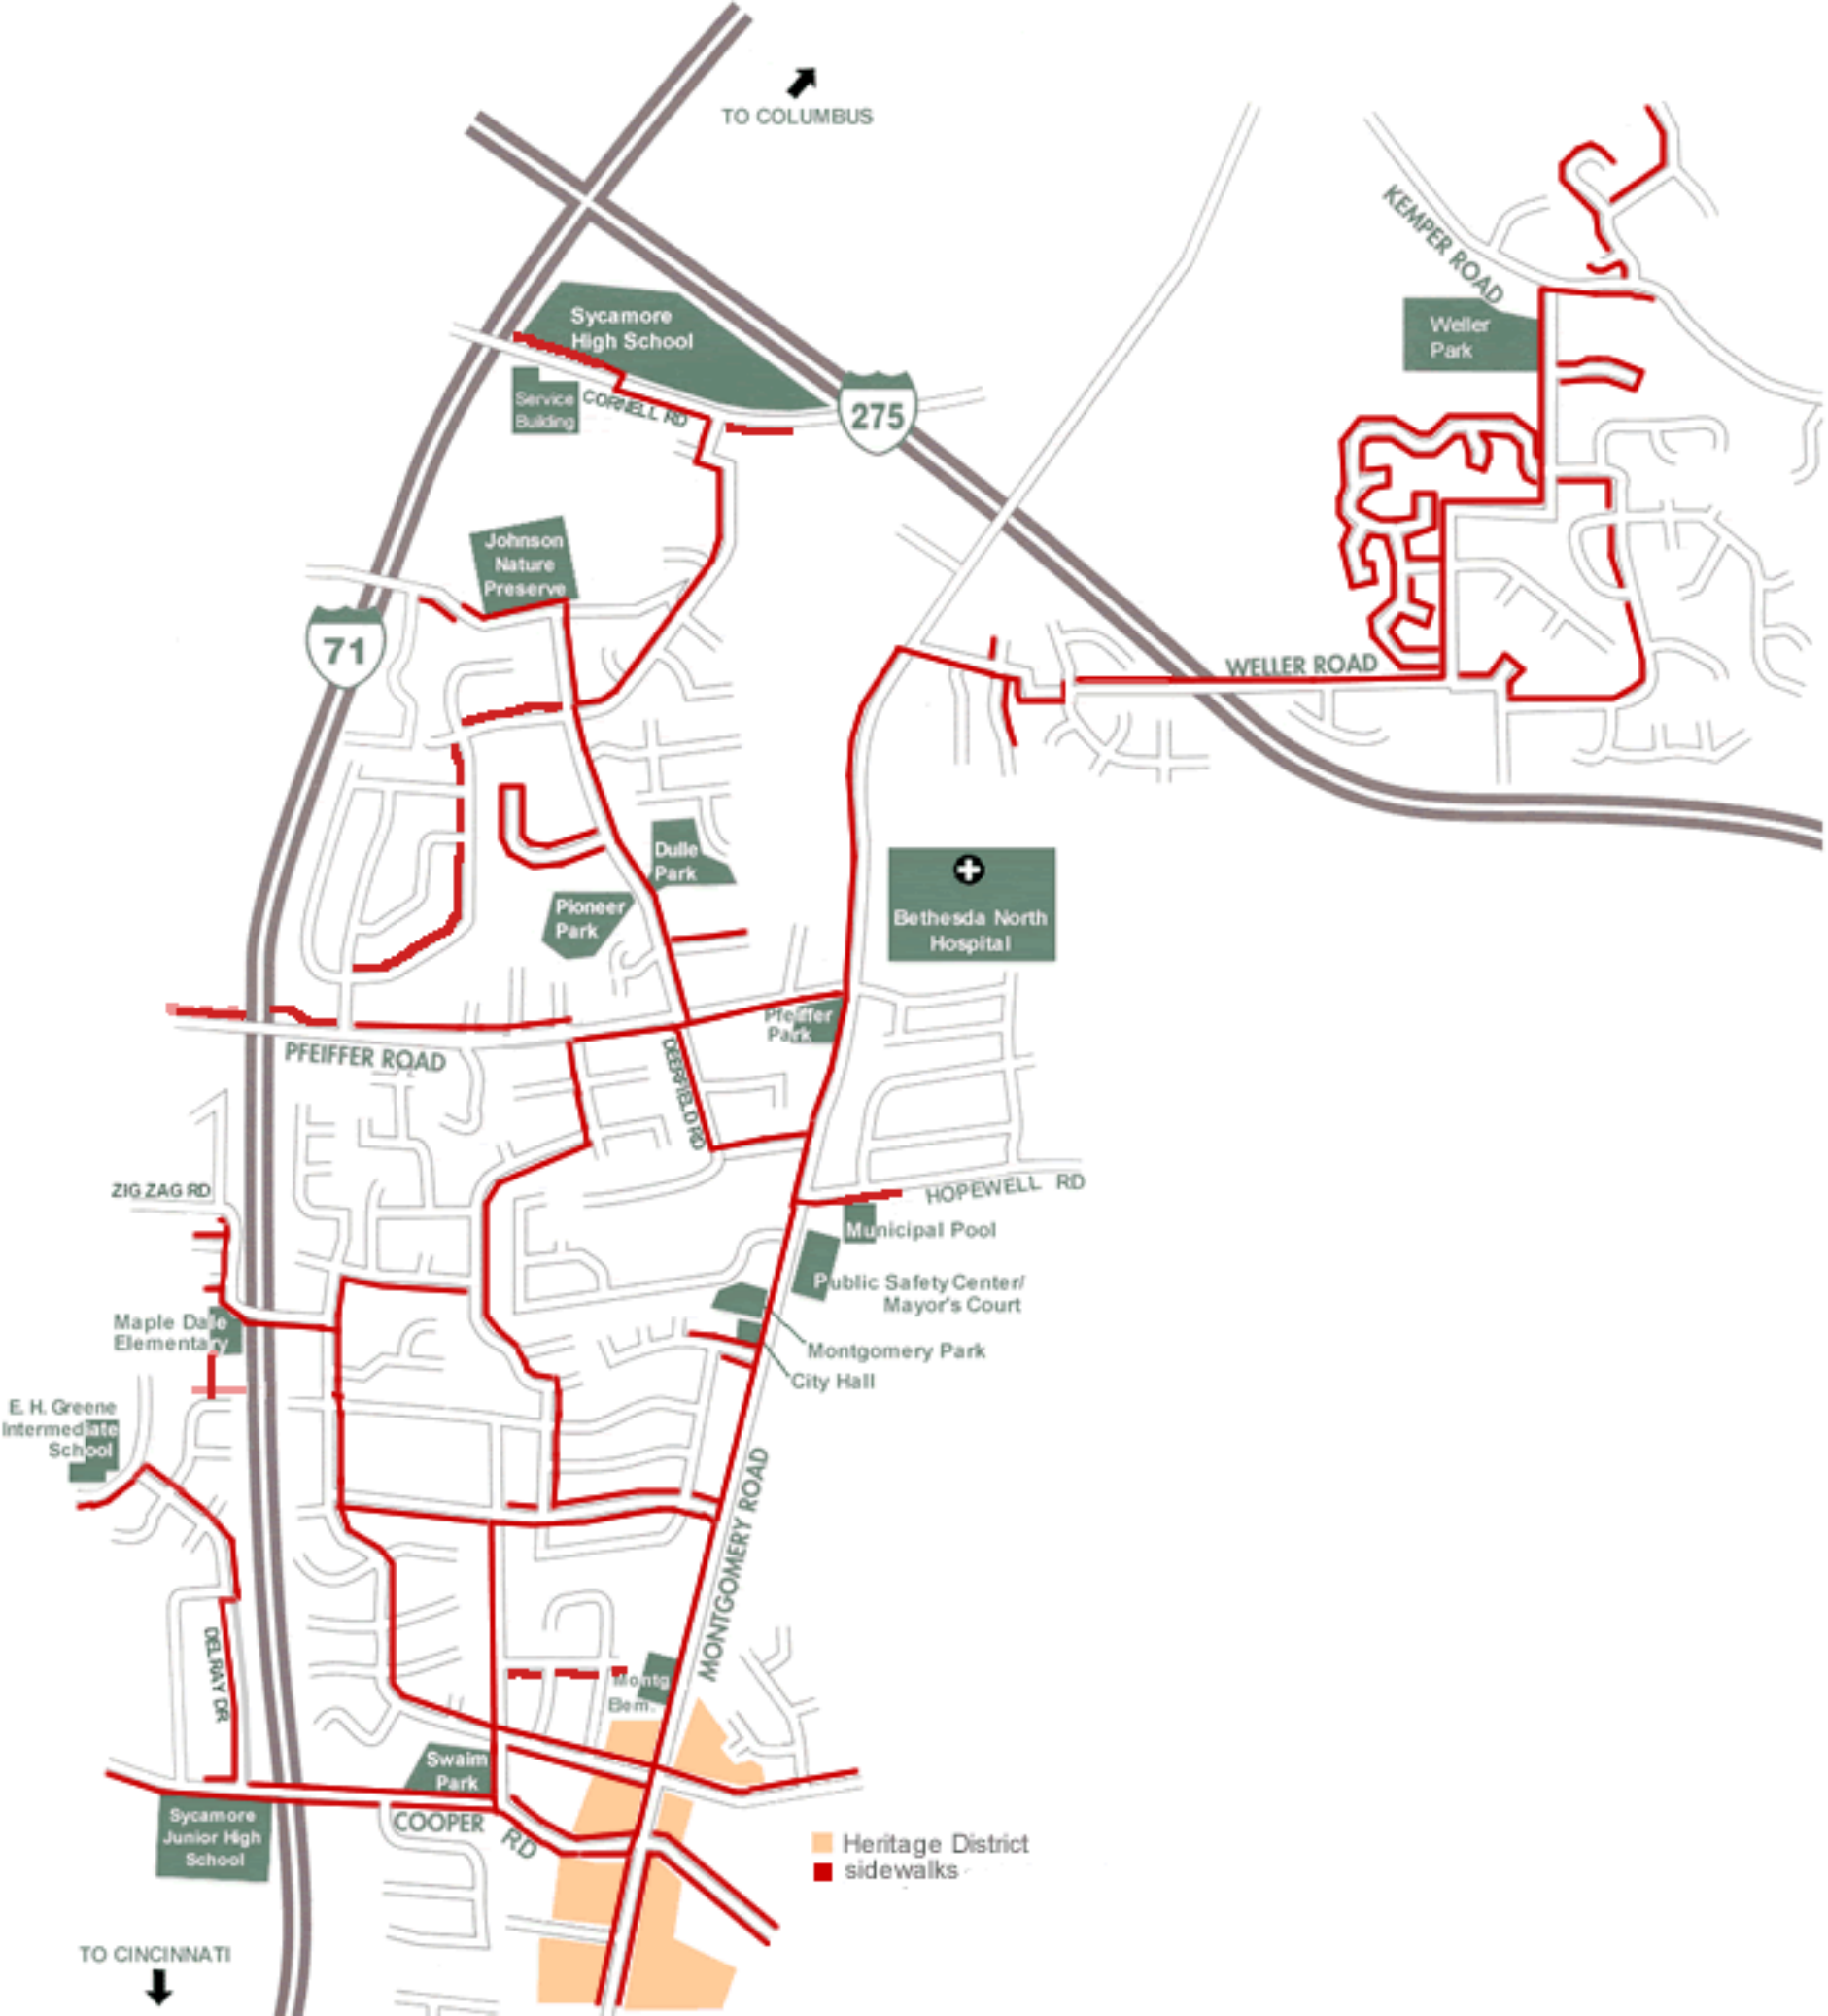 TO COLUMBUS
KEMPER ROAD
Sycamore
High School
Weller
Park
Service
Building
CORNELL RD
275
Johnson
Nature
Preserve
71
WELLER ROAD
Dulle
Park
Pioneer
Park
Bethesda North
Hospital
Pfeiffer
Park
PFEIFFER ROAD
DEERFIELD RD
ZIG ZAG RD
HOPEWELL RD
Municipal Pool
Public Safety Center/
Mayor's Court
Maple Dale
Elementary
Montgomery Park
City Hall
E. H. Greene
Intermediate
School
MONTGOMERY ROAD
DELRAY DR
Montg
Elem.
Swaim
Park
Sycamore
Junior High
School
COOPER RD
Heritage District
sidewalks
TO CINCINNATI